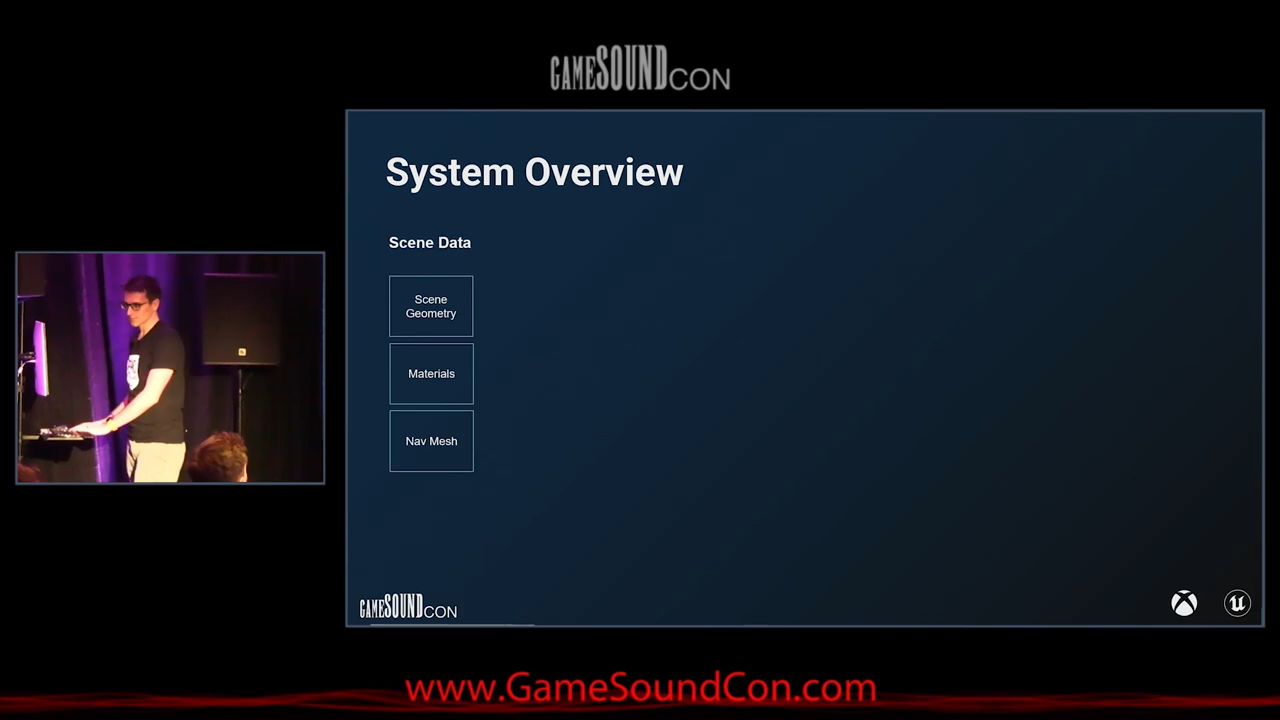 GAMESOUNDCON
System Overview
Scene Data
Scene
Geometry
Materials
Nav Mesh
GAMESOUNDCON
www.GameSoundCon.com